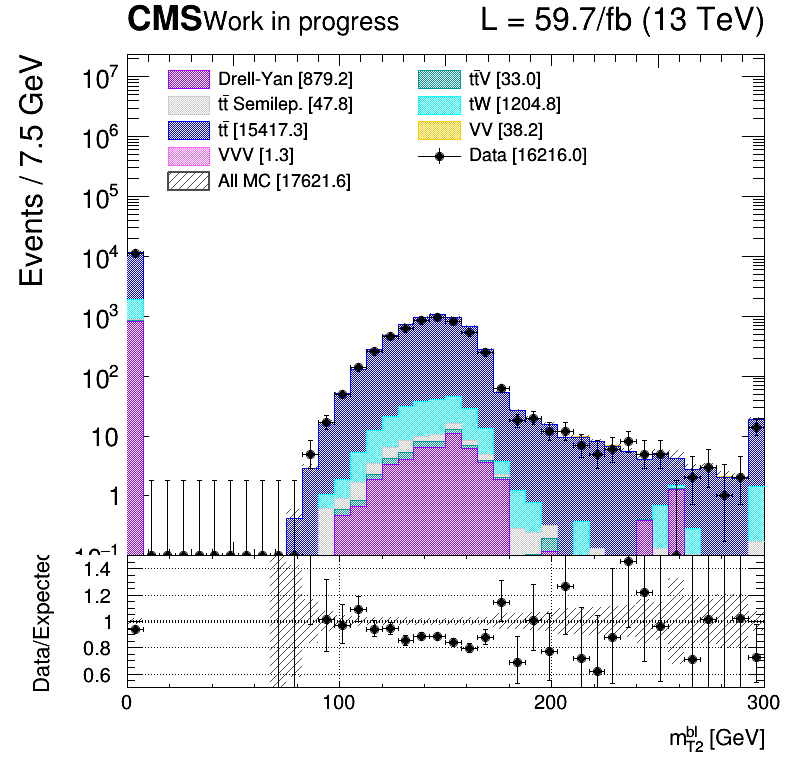 CMS Work in progress L = 59.7/fb (13 TeV)
Events / 7.5 GeV
10⁷
10⁶
10⁵
10⁴
10³
10²
10
1
10⁻¹
Drell-Yan [879.2]
tt̄ Semilep. [47.8]
tt̄ [15417.3]
VVV [1.3]
All MC [17621.6]
tt̄V [33.0]
tW [1204.8]
VV [38.2]
Data [16216.0]
Data/Expected
1.4
1.2
1
0.8
0.6
0 100 200 300
m_T2^bl [GeV]